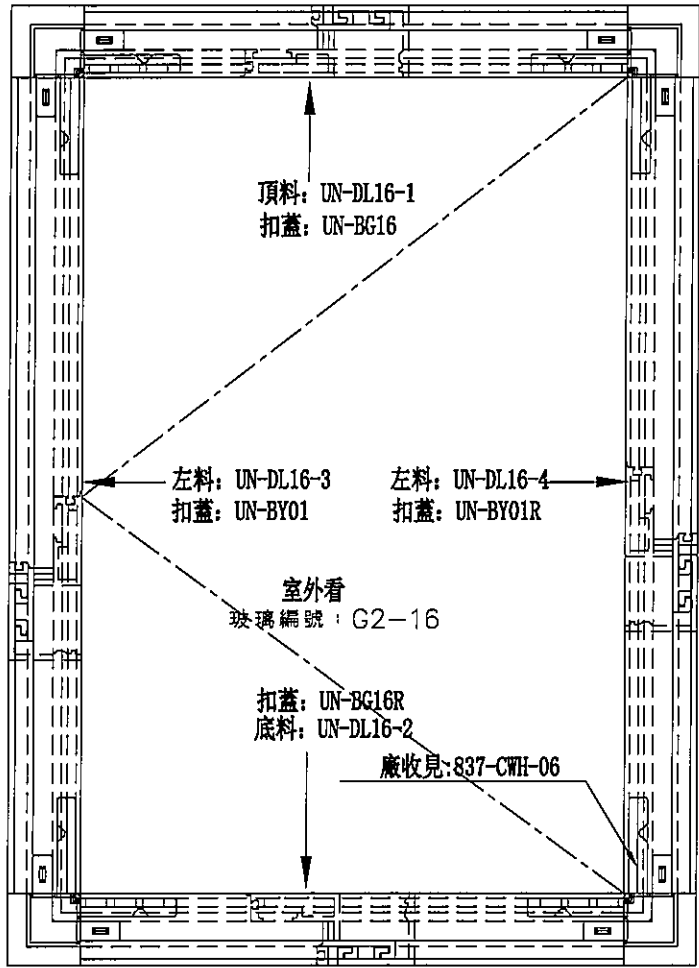 頂料: UN-DL16-1
扣蓋: UN-BG16
左料: UN-DL16-3
扣蓋: UN-BY01
左料: UN-DL16-4
扣蓋: UN-BY01R
室外看
玻璃編號: G2-16
扣蓋: UN-BG16R
底料: UN-DL16-2
廠收見:837-CWH-06